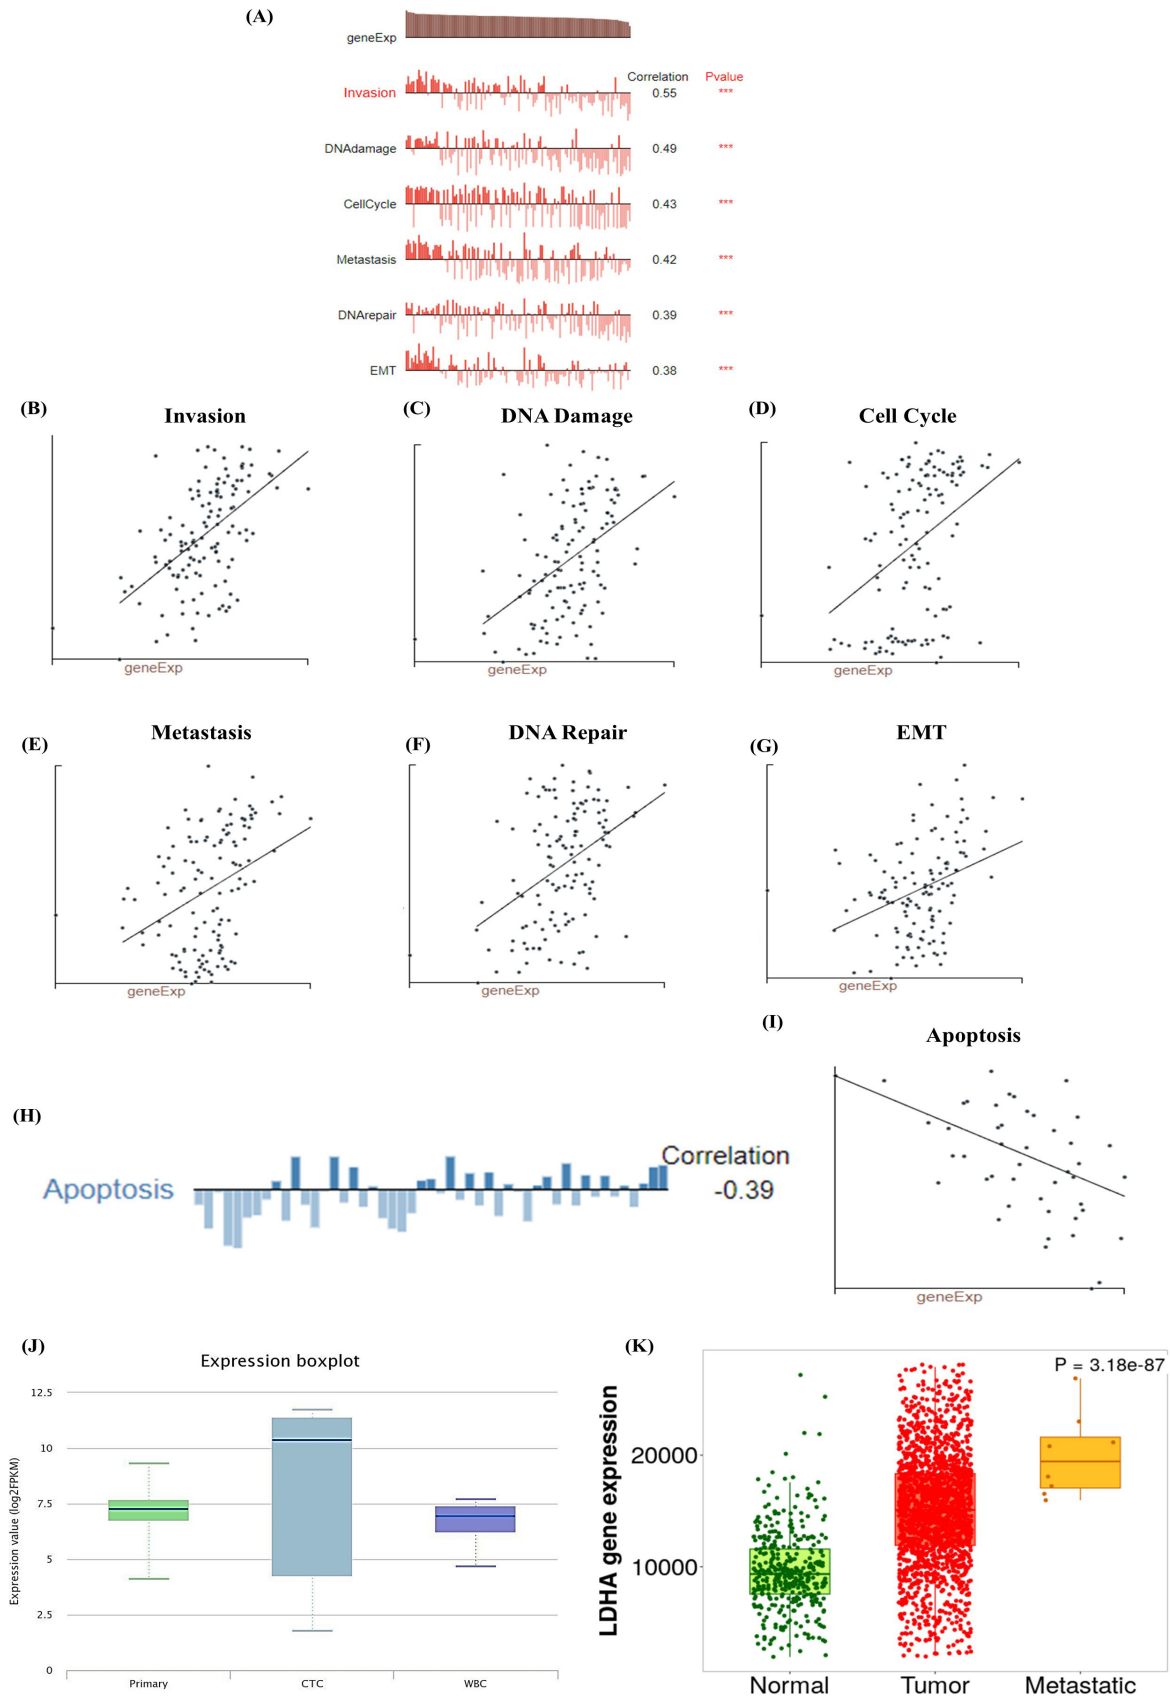 (A)
geneExp
Correlation Pvalue
Invasion 0.55 ***
DNAdamage 0.49 ***
CellCycle 0.43 ***
Metastasis 0.42 ***
DNArepair 0.39 ***
EMT 0.38 ***
(B) Invasion
geneExp
(C) DNA Damage
geneExp
(D) Cell Cycle
geneExp
(E) Metastasis
geneExp
(F) DNA Repair
geneExp
(G) EMT
geneExp
(H)
Apoptosis
Correlation
-0.39
(I)
Apoptosis
geneExp
(J)
Expression boxplot
Expression value (log2FPKM)
12.5
10
7.5
5
2.5
0
Primary CTC WBC
(K)
P = 3.18e-87
LDHA gene expression
20000
10000
Normal Tumor Metastatic